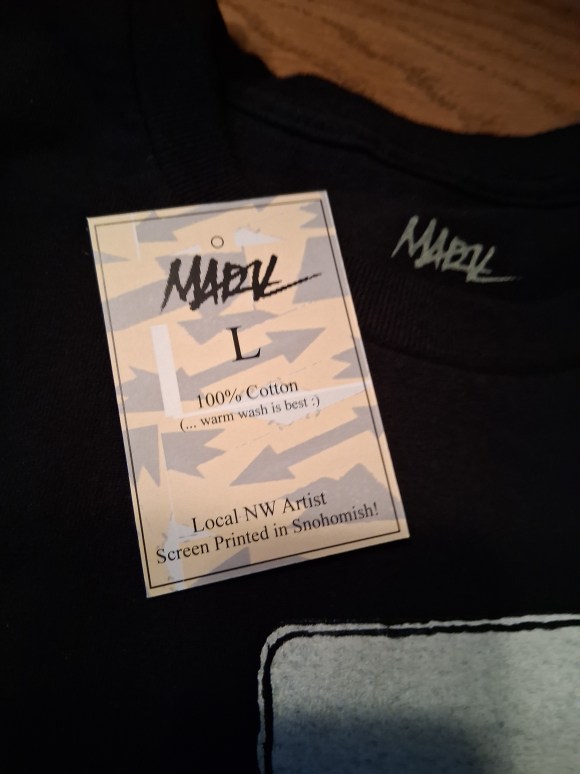 MARK
L
100% Cotton
(... warm wash is best :)
Local NW Artist
Screen Printed in Snohomish!
MARK